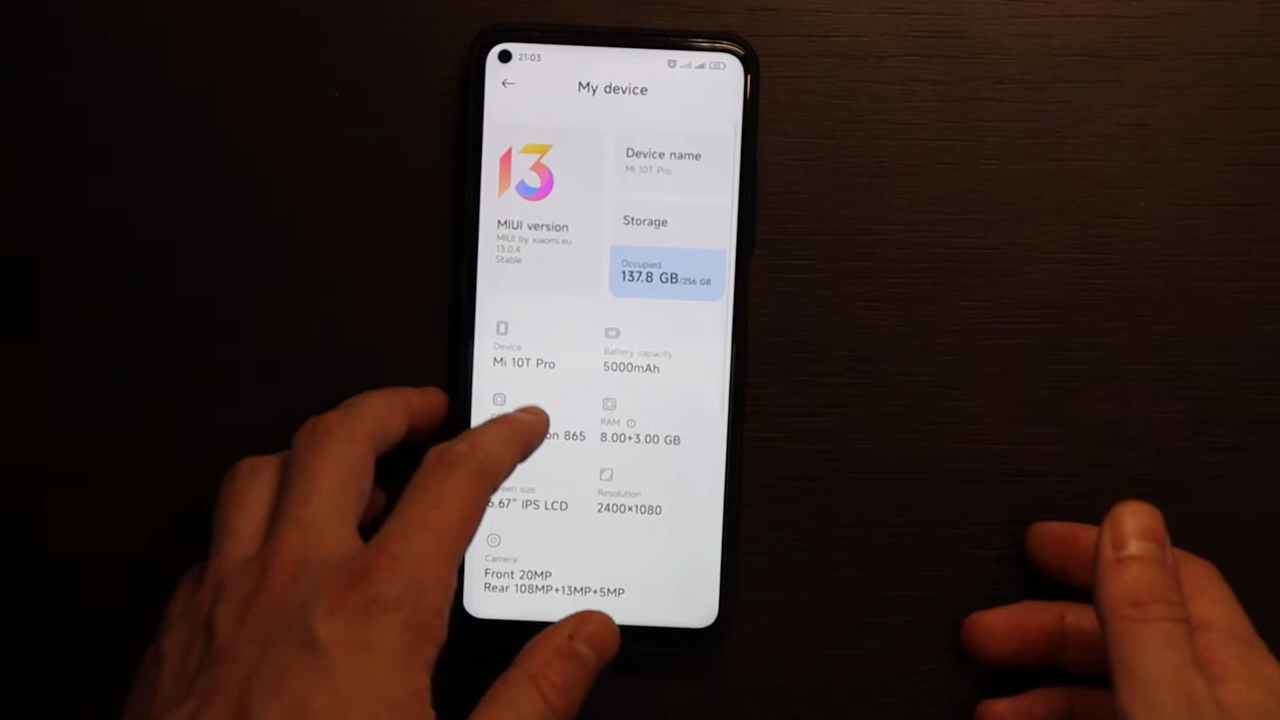 21:03
My device
13
MIUI version
MIUI by xiaomi.eu
13.0.4
Stable
Device name
Mi 10T Pro
Storage
Occupied
137.8 GB/256 GB
Device
Mi 10T Pro
Battery capacity
5000mAh
on 865
RAM
8.00+3.00 GB
size
6.67" IPS LCD
Resolution
2400×1080
Camera
Front 20MP
Rear 108MP+13MP+5MP